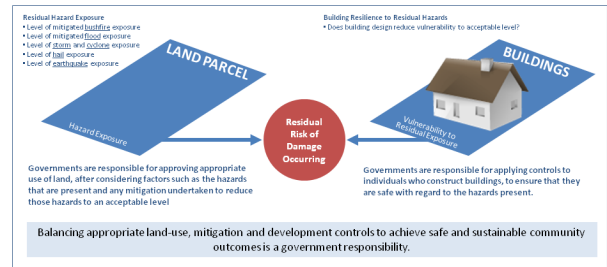 Residual Hazard Exposure
• Level of mitigated bushfire exposure
• Level of mitigated flood exposure
• Level of storm and cyclone exposure
• Level of hail exposure
• Level of earthquake exposure
LAND PARCEL
Hazard Exposure
Governments are responsible for approving appropriate
use of land, after considering factors such as the hazards
that are present and any mitigation undertaken to reduce
those hazards to an acceptable level
Residual
Risk of
Damage
Occurring
Building Resilience to Residual Hazards
• Does building design reduce vulnerability to acceptable level?
BUILDINGS
Vulnerability to
Residual Exposure
Governments are responsible for applying controls to
individuals who construct buildings, to ensure that they
are safe with regard to the hazards present.
Balancing appropriate land-use, mitigation and development controls to achieve safe and sustainable community
outcomes is a government responsibility.